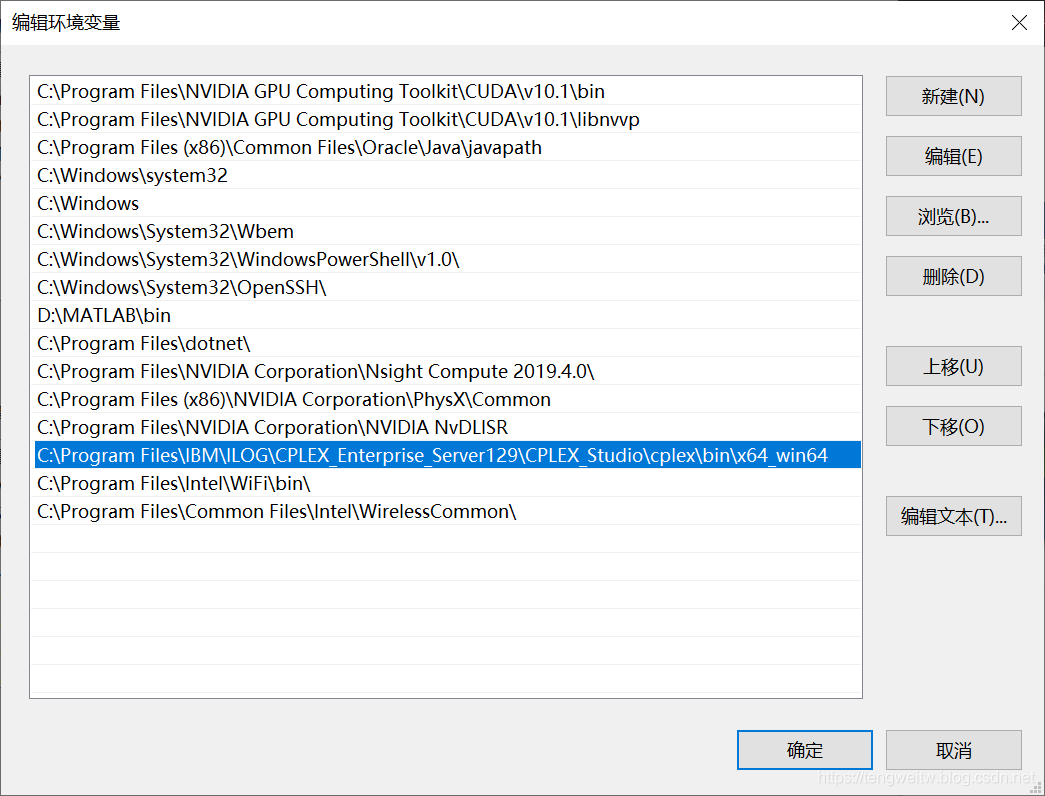 编辑环境变量
C:\Program Files\NVIDIA GPU Computing Toolkit\CUDA\v10.1\bin
C:\Program Files\NVIDIA GPU Computing Toolkit\CUDA\v10.1\libnvvp
C:\Program Files (x86)\Common Files\Oracle\Java\javapath
C:\Windows\system32
C:\Windows
C:\Windows\System32\Wbem
C:\Windows\System32\WindowsPowerShell\v1.0\
C:\Windows\System32\OpenSSH\
D:\MATLAB\bin
C:\Program Files\dotnet\
C:\Program Files\NVIDIA Corporation\Nsight Compute 2019.4.0\
C:\Program Files (x86)\NVIDIA Corporation\PhysX\Common
C:\Program Files\NVIDIA Corporation\NVIDIA NvDLISR
C:\Program Files\IBM\ILOG\CPLEX_Enterprise_Server129\CPLEX_Studio\cplex\bin\x64_win64
C:\Program Files\Intel\WiFi\bin\
C:\Program Files\Common Files\Intel\WirelessCommon\
新建(N)
编辑(E)
浏览(B)...
删除(D)
上移(U)
下移(O)
编辑文本(T)...
确定
取消
https://tengweitw.blog.csdn.net